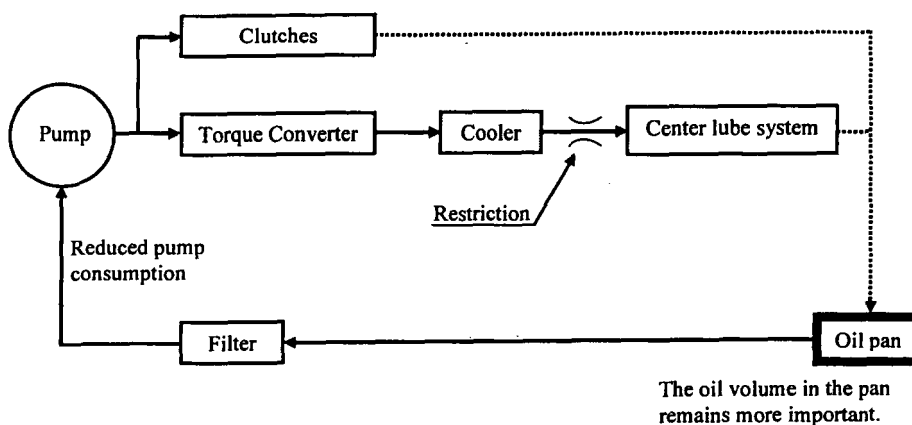 Clutches
Pump
Torque Converter
Cooler
Center lube system
Restriction
Reduced pump
consumption
Filter
Oil pan
The oil volume in the pan
remains more important.